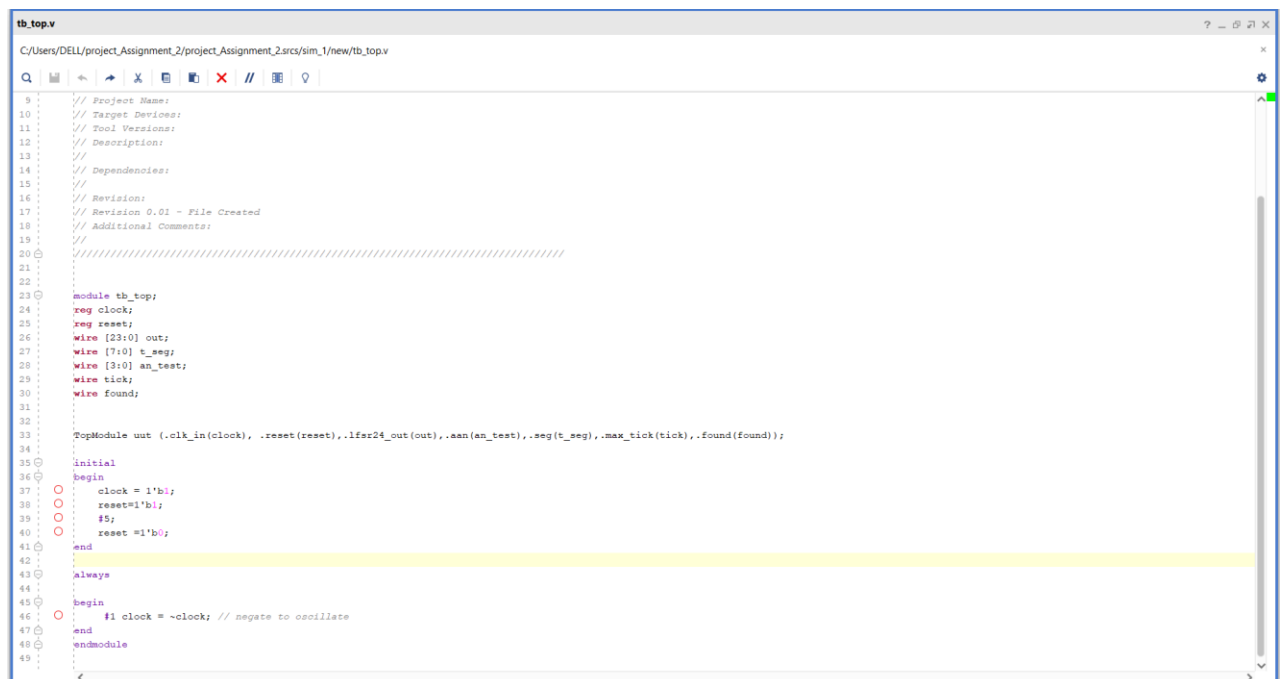 tb_top.v
C:/Users/DELL/project_Assignment_2/project_Assignment_2.srcs/sim_1/new/tb_top.v
9 // Project Name:
10 // Target Devices:
11 // Tool Versions:
12 // Description:
13 //
14 // Dependencies:
15 //
16 // Revision:
17 // Revision 0.01 - File Created
18 // Additional Comments:
19 //
20 //////////////////////////////////////////////////////////////////////////////////
21
22
23 module tb_top;
24 reg clock;
25 reg reset;
26 wire [23:0] out;
27 wire [7:0] t_seg;
28 wire [3:0] an_test;
29 wire tick;
30 wire found;
31
32
33 TopModule uut (.clk_in(clock), .reset(reset),.lfsr24_out(out),.aan(an_test),.seg(t_seg),.max_tick(tick),.found(found));
34
35 initial
36 begin
37 clock = 1'b1;
38 reset=1'b1;
39 #5;
40 reset =1'b0;
41 end
42
43 always
44
45 begin
46 #1 clock = ~clock; // negate to oscillate
47 end
48 endmodule
49